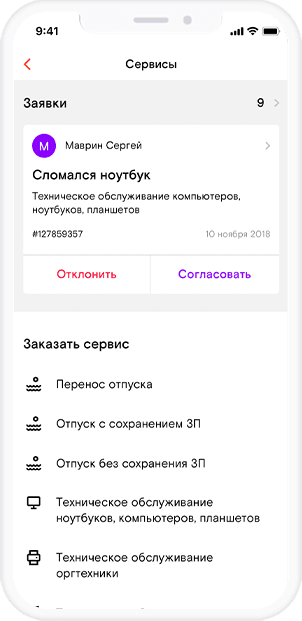 9:41
Сервисы
Заявки 9
М Маврин Сергей
Сломался ноутбук
Техническое обслуживание компьютеров,
ноутбуков, планшетов
#127859357 10 ноября 2018
Отклонить Согласовать
Заказать сервис
Перенос отпуска
Отпуск с сохранением ЗП
Отпуск без сохранения ЗП
Техническое обслуживание
ноутбуков, компьютеров, планшетов
Техническое обслуживание
оргтехники